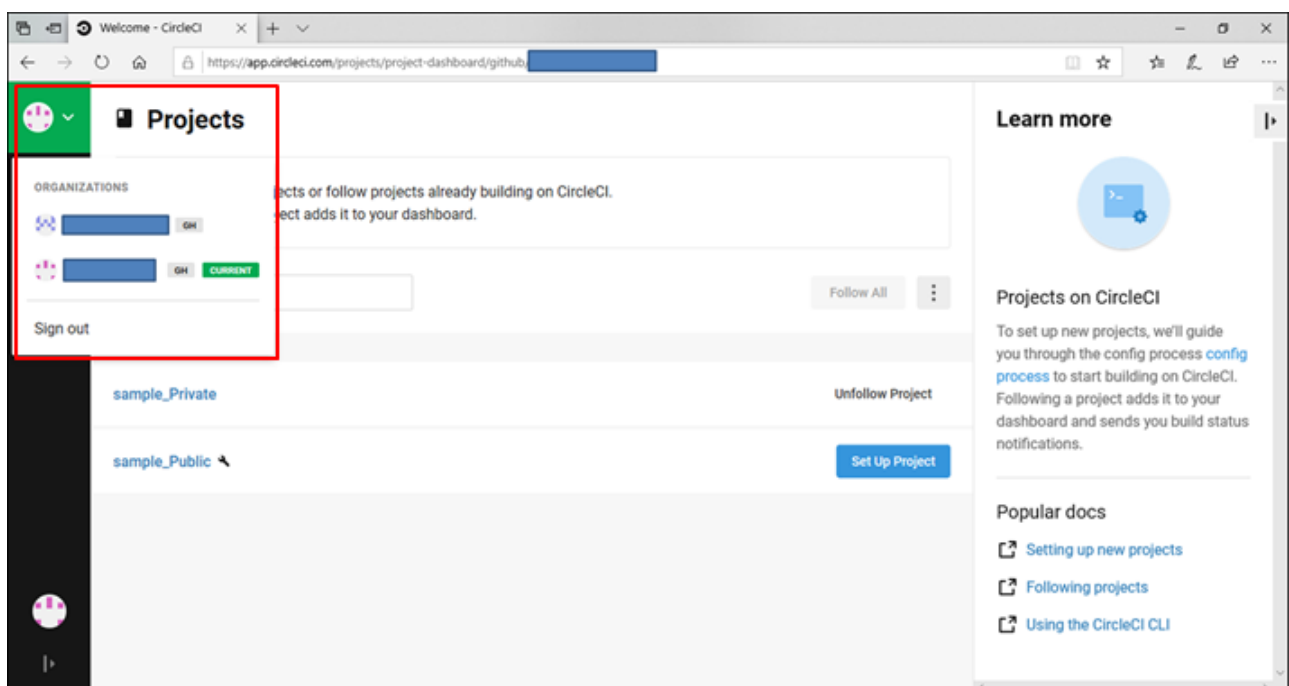 Welcome - CircleCI
https://app.circleci.com/projects/project-dashboard/github/
Projects
ORGANIZATIONS
GH
GH CURRENT
Sign out
jects or follow projects already building on CircleCI.
ject adds it to your dashboard.
Follow All
sample_Private
Unfollow Project
sample_Public
Set Up Project
Learn more
Projects on CircleCI
To set up new projects, we'll guide
you through the config process config
process to start building on CircleCI.
Following a project adds it to your
dashboard and sends you build status
notifications.
Popular docs
Setting up new projects
Following projects
Using the CircleCI CLI